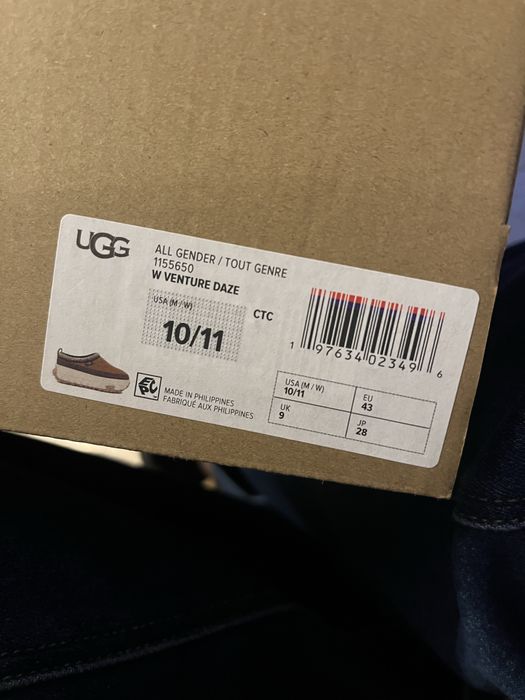 UGG
ALL GENDER / TOUT GENRE
1155650
W VENTURE DAZE
USA (M / W)
10/11
CTC
1 97634 02349 6
MADE IN PHILIPPINES
FABRIQUÉ AUX PHILIPPINES
USA (M / W)
10/11
EU
43
UK
9
JP
28